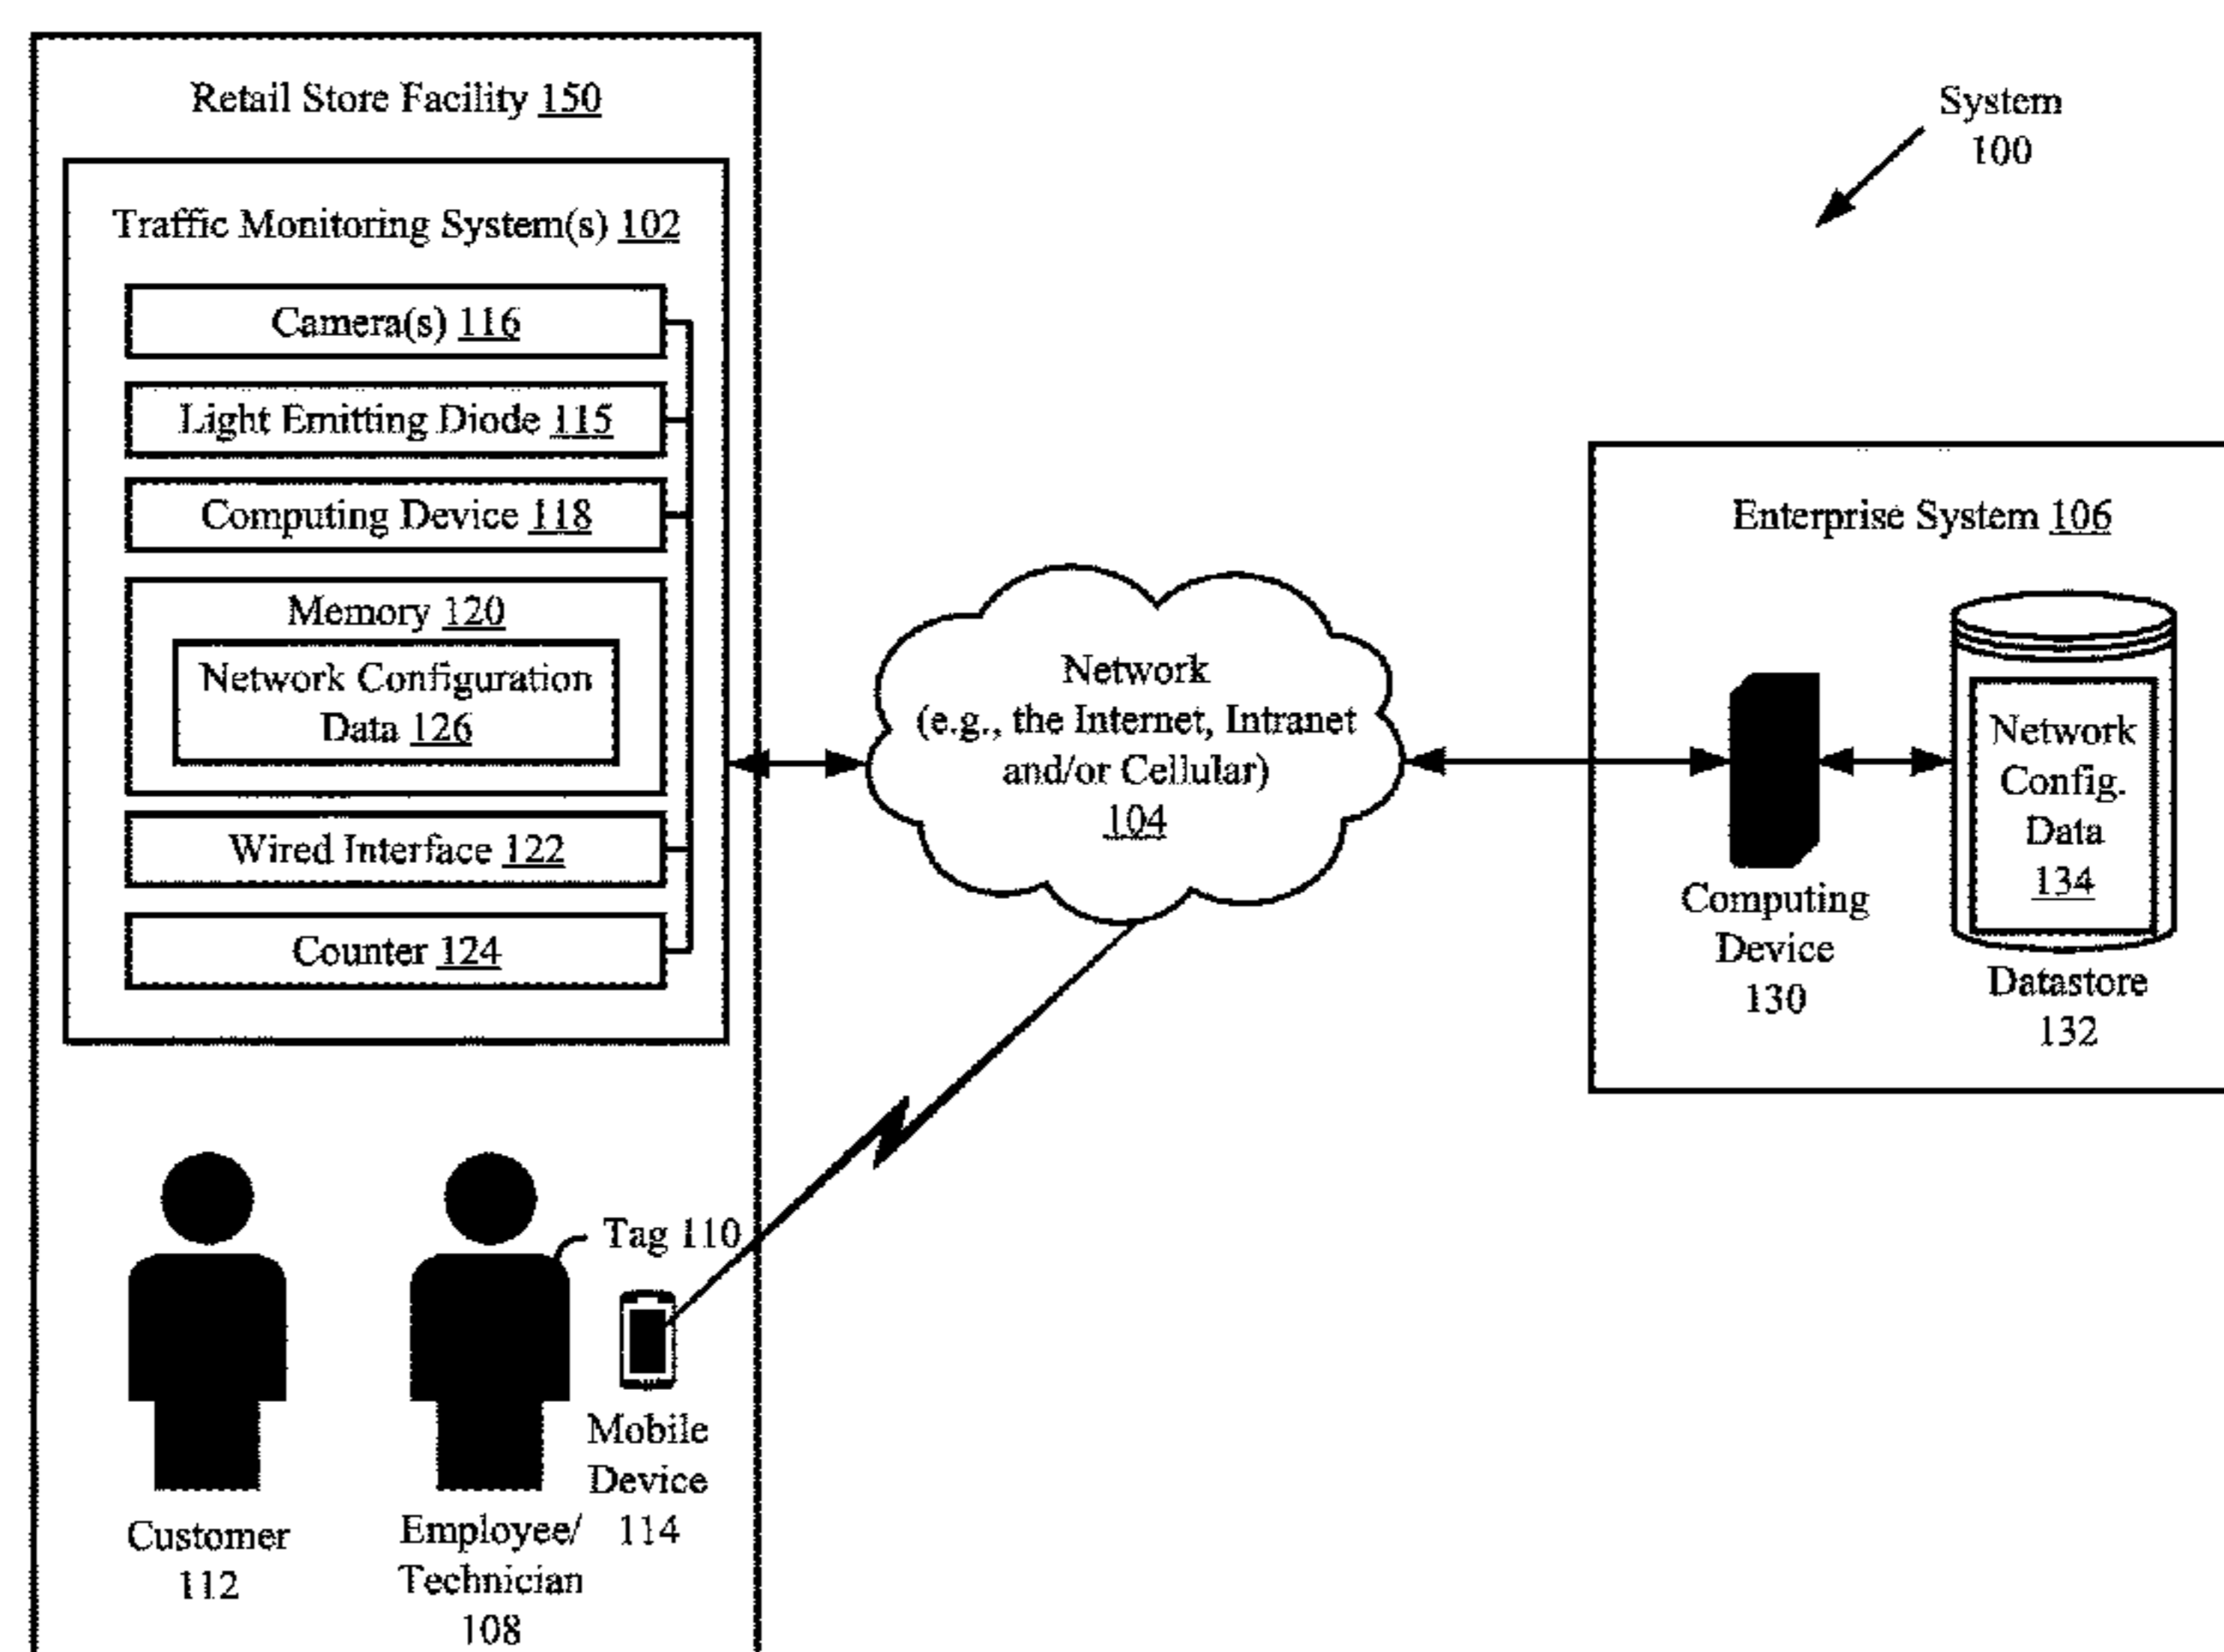 Retail Store Facility 150
Traffic Monitoring System(s) 102
Camera(s) 116
Light Emitting Diode 115
Computing Device 118
Memory 120
Network Configuration
Data 126
Wired Interface 122
Counter 124
Tag 110
Mobile
Device
114
Customer
112
Employee/
Technician
108
Network
(e.g., the Internet, Intranet
and/or Cellular)
104
System
100
Enterprise System 106
Computing
Device
130
Network
Config.
Data
134
Datastore
132